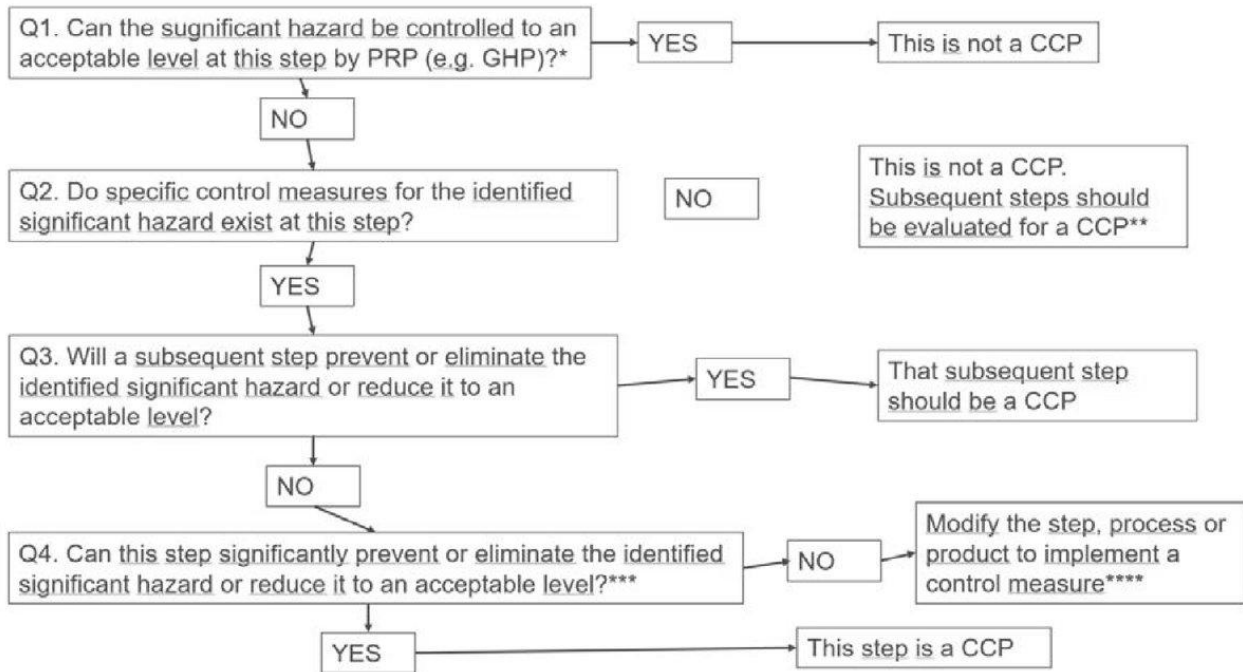 Q1. Can the sugnificant hazard be controlled to an
acceptable level at this step by PRP (e.g. GHP)?*
YES
This is not a CCP
NO
Q2. Do specific control measures for the identified
significant hazard exist at this step?
NO
This is not a CCP.
Subsequent steps should
be evaluated for a CCP**
YES
Q3. Will a subsequent step prevent or eliminate the
identified significant hazard or reduce it to an
acceptable level?
YES
That subsequent step
should be a CCP
NO
Q4. Can this step significantly prevent or eliminate the identified
significant hazard or reduce it to an acceptable level?***
NO
Modify the step, process or
product to implement a
control measure****
YES
This step is a CCP